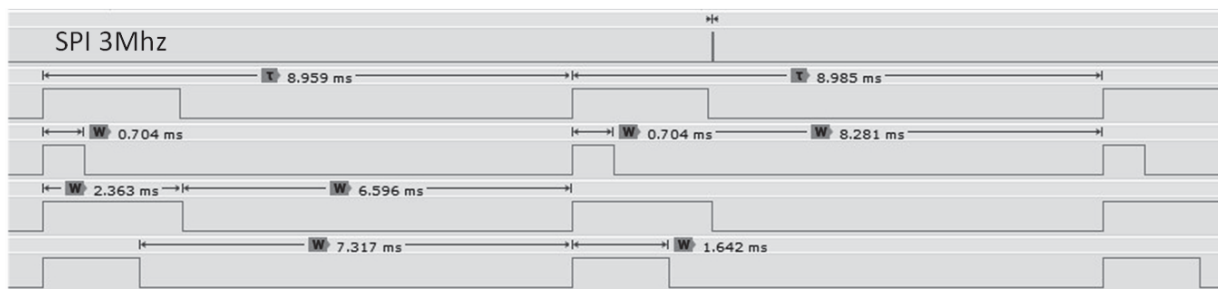 SPI 3Mhz
τ 8.959 ms τ 8.985 ms
W 0.704 ms W 0.704 ms W 8.281 ms
W 2.363 ms W 6.596 ms
W 7.317 ms W 1.642 ms